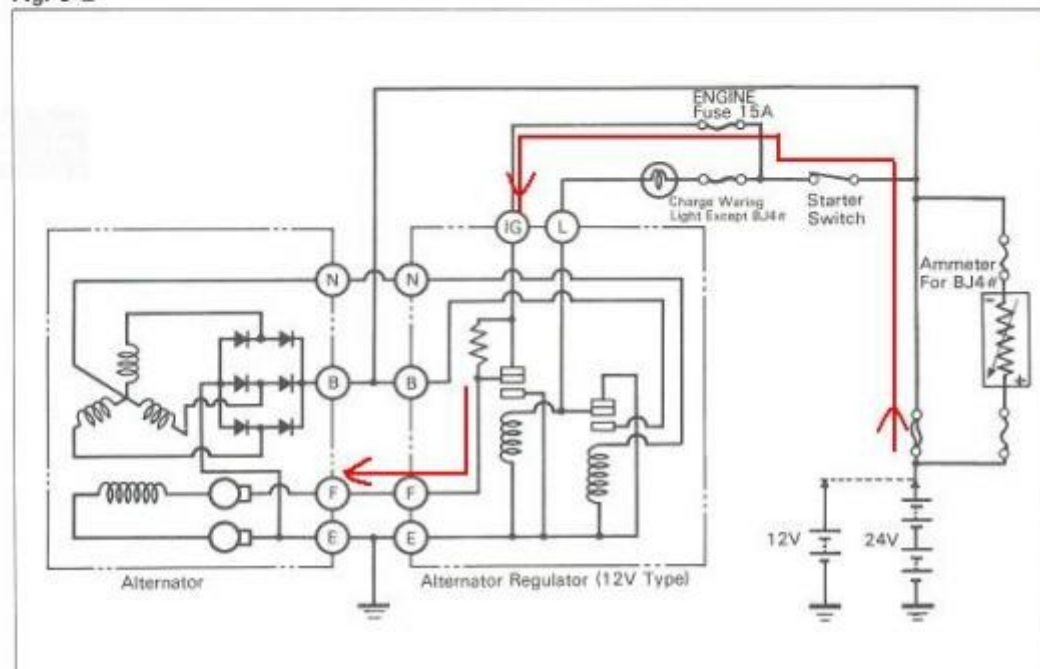 ENGINE
Fuse 15A
Charge Waring
Light Except BJ4#
Starter
Switch
IG
L
Ammeter
For BJ4#
-
+
N
N
B
B
F
F
E
E
12V
24V
Alternator
Alternator Regulator (12V Type)